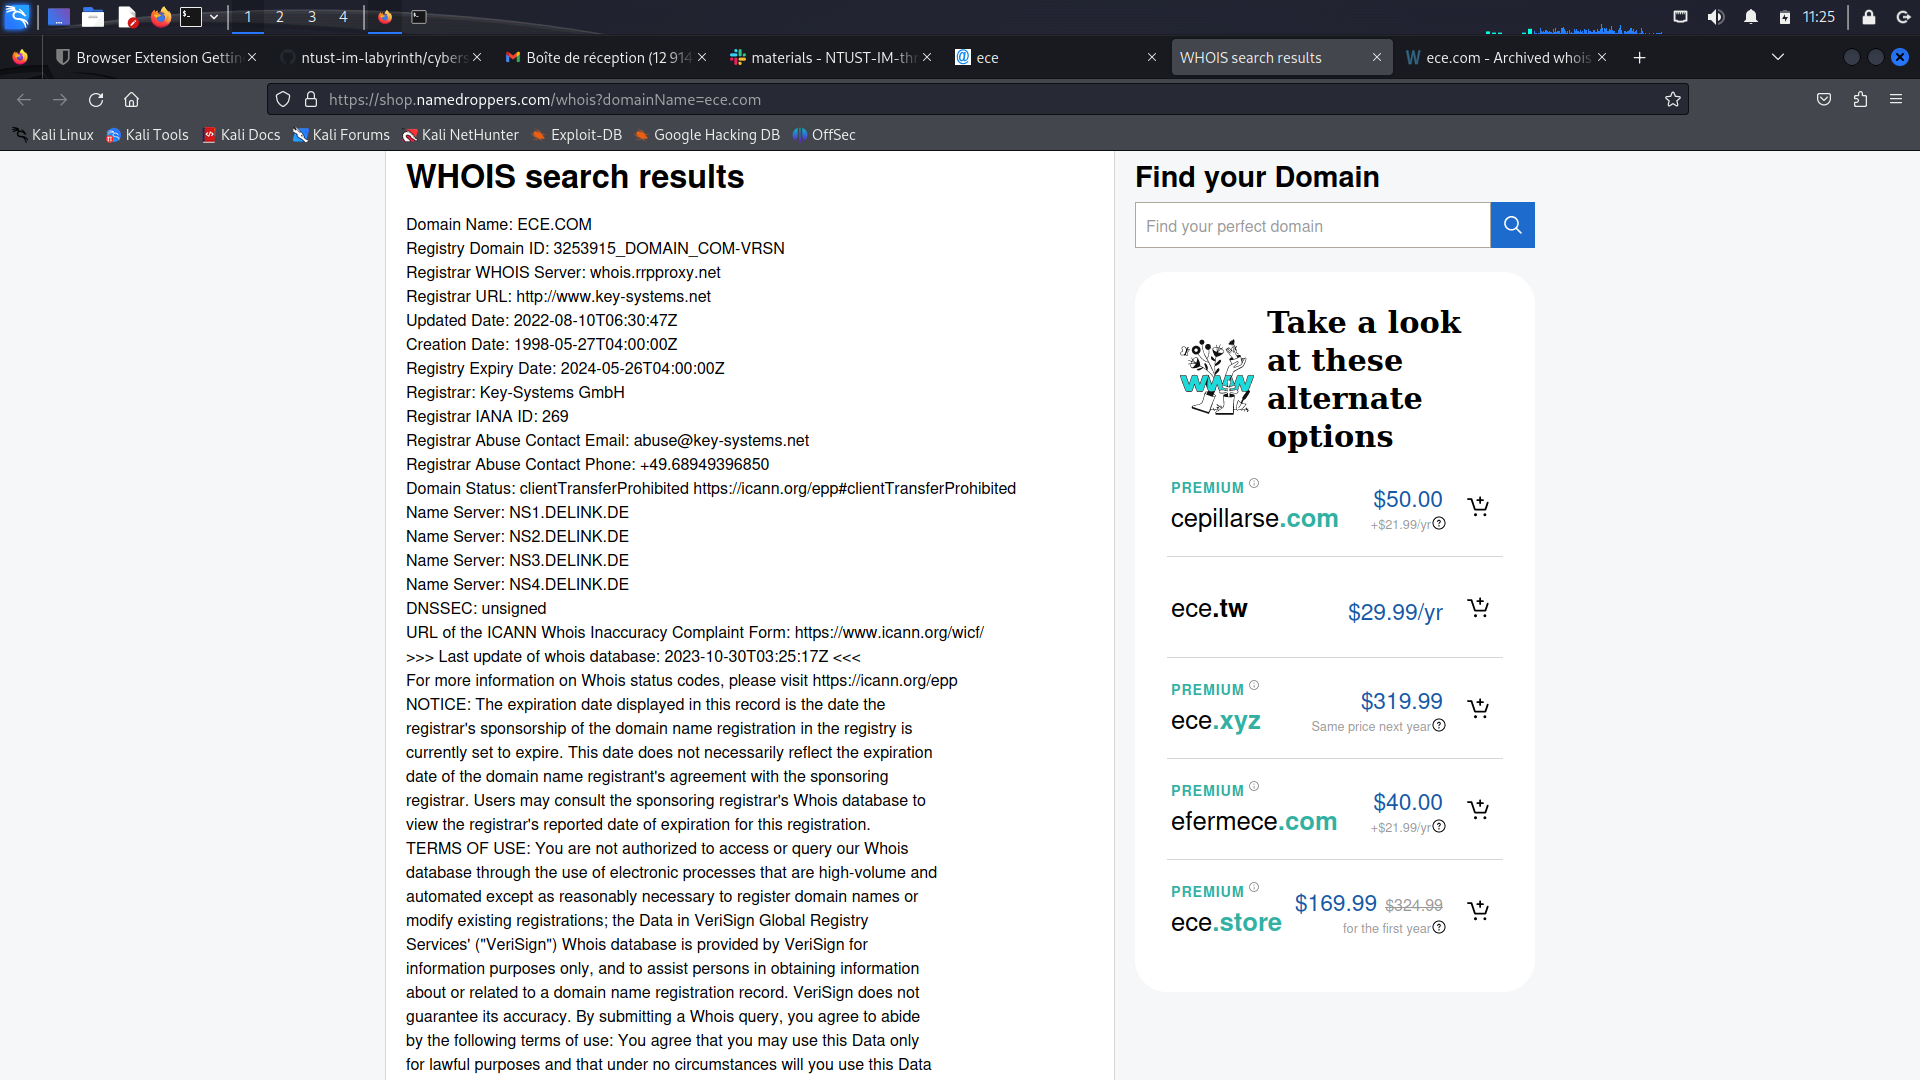 1 2 3 4
11:25
Browser Extension Gettin
ntust-im-labyrinth/cybers
Boîte de réception (12 914
materials - NTUST-IM-thr
ece
WHOIS search results
ece.com - Archived whois
https://shop.namedroppers.com/whois?domainName=ece.com
Kali Linux
Kali Tools
Kali Docs
Kali Forums
Kali NetHunter
Exploit-DB
Google Hacking DB
OffSec
WHOIS search results
Domain Name: ECE.COM
Registry Domain ID: 3253915_DOMAIN_COM-VRSN
Registrar WHOIS Server: whois.rrpproxy.net
Registrar URL: http://www.key-systems.net
Updated Date: 2022-08-10T06:30:47Z
Creation Date: 1998-05-27T04:00:00Z
Registry Expiry Date: 2024-05-26T04:00:00Z
Registrar: Key-Systems GmbH
Registrar IANA ID: 269
Registrar Abuse Contact Email: abuse@key-systems.net
Registrar Abuse Contact Phone: +49.68949396850
Domain Status: clientTransferProhibited https://icann.org/epp#clientTransferProhibited
Name Server: NS1.DELINK.DE
Name Server: NS2.DELINK.DE
Name Server: NS3.DELINK.DE
Name Server: NS4.DELINK.DE
DNSSEC: unsigned
URL of the ICANN Whois Inaccuracy Complaint Form: https://www.icann.org/wicf/
>>> Last update of whois database: 2023-10-30T03:25:17Z <<<
For more information on Whois status codes, please visit https://icann.org/epp
NOTICE: The expiration date displayed in this record is the date the
registrar's sponsorship of the domain name registration in the registry is
currently set to expire. This date does not necessarily reflect the expiration
date of the domain name registrant's agreement with the sponsoring
registrar. Users may consult the sponsoring registrar's Whois database to
view the registrar's reported date of expiration for this registration.
TERMS OF USE: You are not authorized to access or query our Whois
database through the use of electronic processes that are high-volume and
automated except as reasonably necessary to register domain names or
modify existing registrations; the Data in VeriSign Global Registry
Services' ("VeriSign") Whois database is provided by VeriSign for
information purposes only, and to assist persons in obtaining information
about or related to a domain name registration record. VeriSign does not
guarantee its accuracy. By submitting a Whois query, you agree to abide
by the following terms of use: You agree that you may use this Data only
for lawful purposes and that under no circumstances will you use this Data
Find your Domain
Find your perfect domain
www
Take a look
at these
alternate
options
PREMIUM
cepillarse.com
$50.00
+$21.99/yr
ece.tw
$29.99/yr
PREMIUM
ece.xyz
$319.99
Same price next year
PREMIUM
efermece.com
$40.00
+$21.99/yr
PREMIUM
ece.store
$169.99 $324.99
for the first year